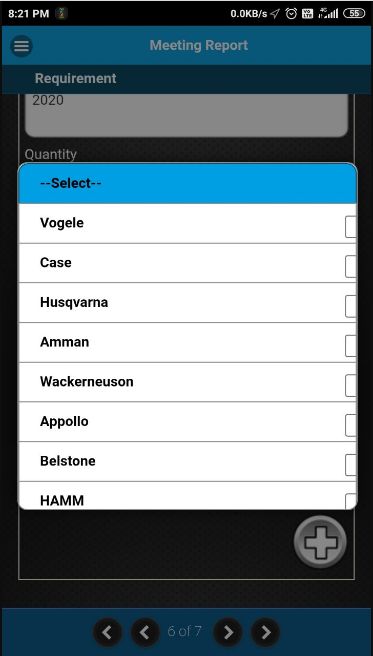 8:21 PM
0.0KB/s 4G 55
Meeting Report
Requirement
2020
Quantity
--Select--
Vogele
Case
Husqvarna
Amman
Wackerneuson
Appollo
Belstone
HAMM
6 of 7